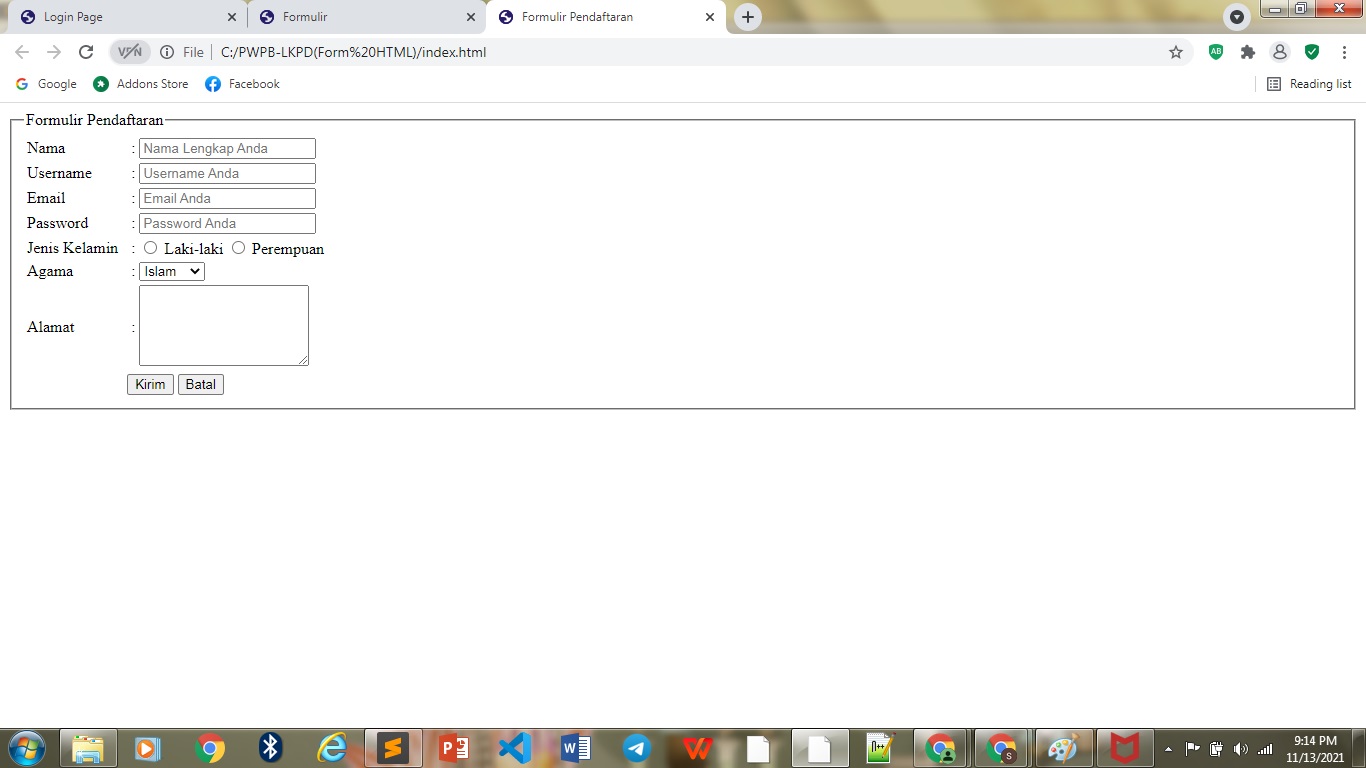 Login Page
Formulir
Formulir Pendaftaran
VPN
File
C:/PWPB-LKPD(Form%20HTML)/index.html
AB
Google
Addons Store
Facebook
Reading list
Formulir Pendaftaran
Nama : Nama Lengkap Anda
Username : Username Anda
Email : Email Anda
Password : Password Anda
Jenis Kelamin : Laki-laki Perempuan
Agama : Islam
Alamat :
Kirim Batal
9:14 PM
11/13/2021